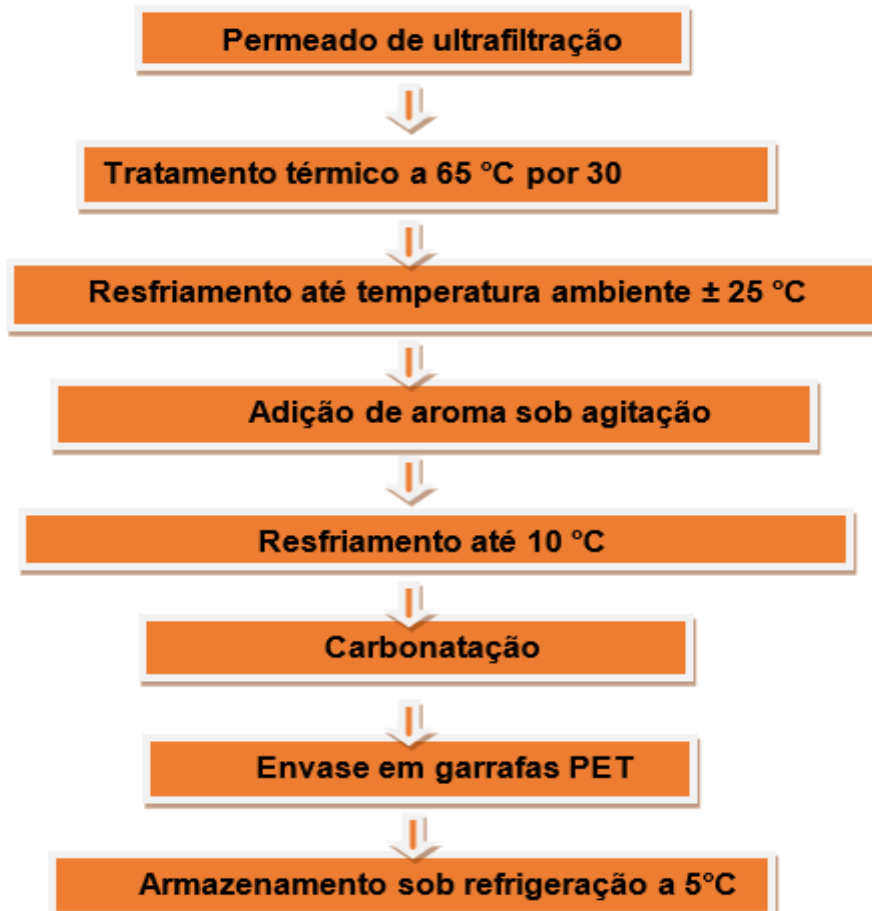 Permeado de ultrafiltração
Tratamento térmico a 65 °C por 30
Resfriamento até temperatura ambiente ± 25 °C
Adição de aroma sob agitação
Resfriamento até 10 °C
Carbonatação
Envase em garrafas PET
Armazenamento sob refrigeração a 5°C